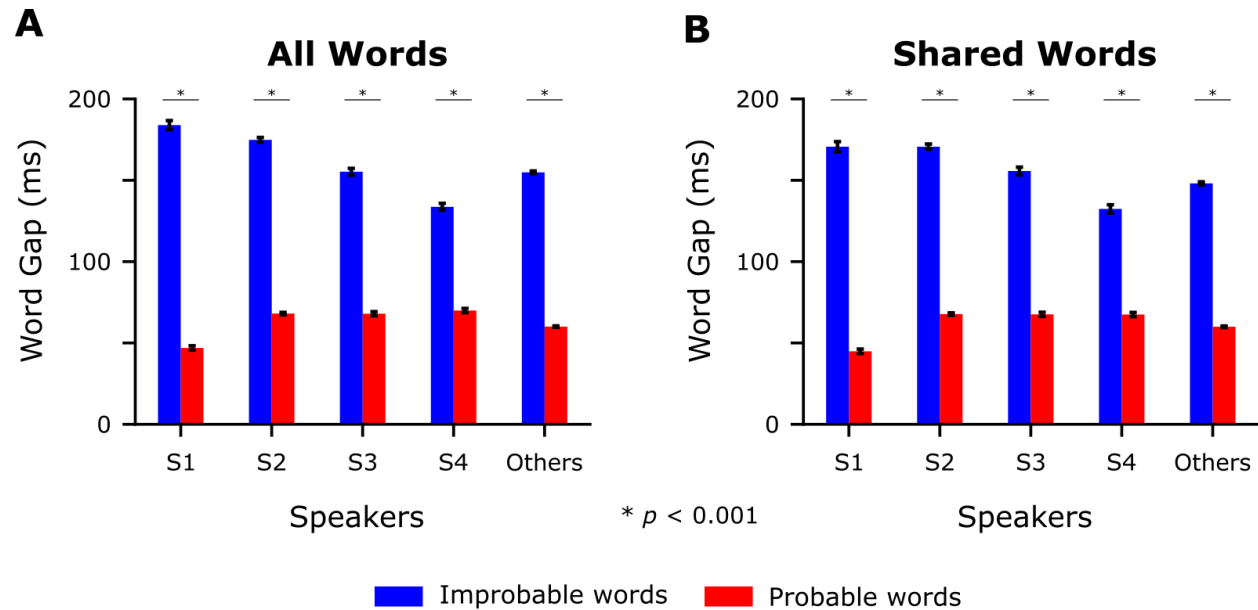 A
All Words
Word Gap (ms)
200
100
0
* * * * *
S1 S2 S3 S4 Others
Speakers
B
Shared Words
Word Gap (ms)
200
100
0
* * * * *
S1 S2 S3 S4 Others
Speakers
* p < 0.001
Improbable words Probable words